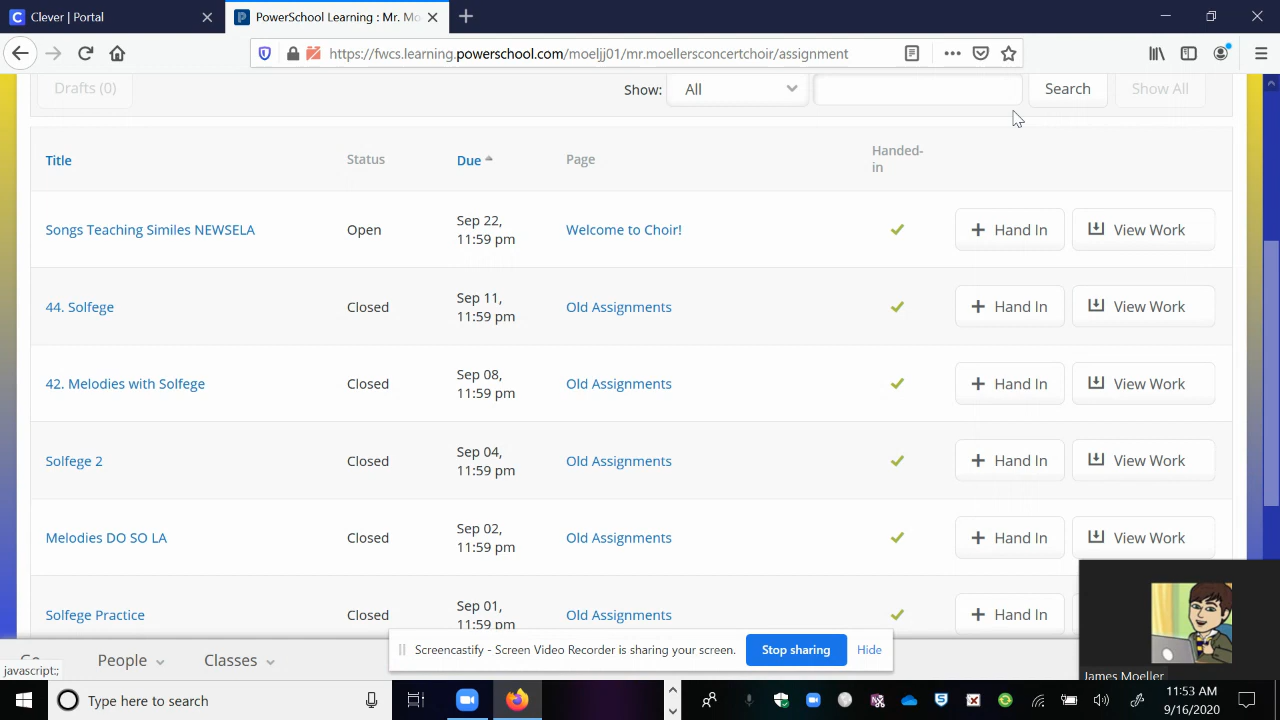 Clever | Portal
PowerSchool Learning : Mr. Mo
https://fwcs.learning.powerschool.com/moeljj01/mr.moellersconcertchoir/assignment
Drafts (0)
Show:
All
Search
Show All
Title
Status
Due
Page
Handed-
in
Songs Teaching Similes NEWSELA
Open
Sep 22,
11:59 pm
Welcome to Choir!
Hand In
View Work
44. Solfege
Closed
Sep 11,
11:59 pm
Old Assignments
Hand In
View Work
42. Melodies with Solfege
Closed
Sep 08,
11:59 pm
Old Assignments
Hand In
View Work
Solfege 2
Closed
Sep 04,
11:59 pm
Old Assignments
Hand In
View Work
Melodies DO SO LA
Closed
Sep 02,
11:59 pm
Old Assignments
Hand In
View Work
Solfege Practice
Closed
Sep 01,
11:59 pm
Old Assignments
Hand In
People
Classes
javascript:;
Screencastify - Screen Video Recorder is sharing your screen.
Stop sharing
Hide
James Moeller
Type here to search
11:53 AM
9/16/2020